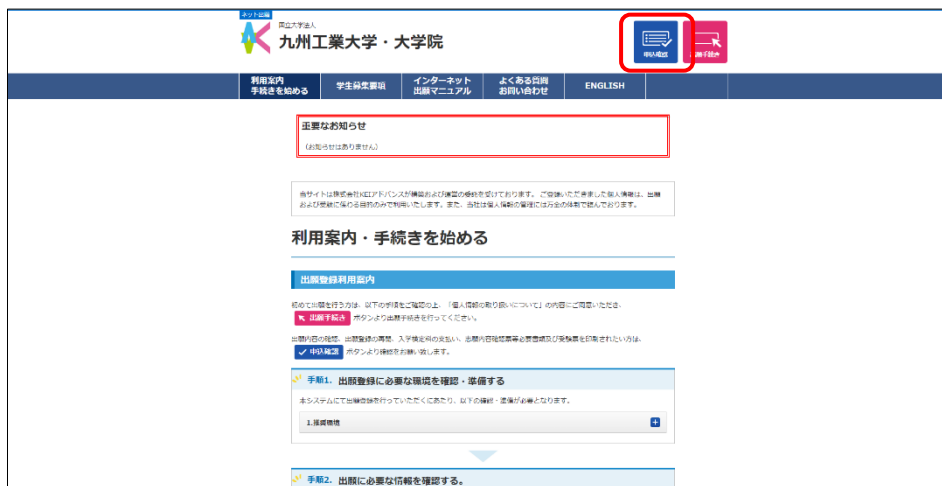 ネット出願
国立大学法人
九州工業大学・大学院
申込確認
出願手続き
利用案内
手続きを始める
学生募集要項
インターネット
出願マニュアル
よくある質問
お問い合わせ
ENGLISH
重要なお知らせ
（お知らせはありません）
当サイトは株式会社KEIアドバンスが構築および運営の委託を受けております。ご登録いただきました個人情報は、出願
および受験に係わる目的のみで利用いたします。また、当社は個人情報の管理には万全の体制で臨んでおります。
利用案内・手続きを始める
出願登録利用案内
初めて出願を行う方は、以下の手順をご確認の上、「個人情報の取り扱いについて」の内容にご同意いただき、
出願手続き ボタンより出願手続きを行ってください。
出願内容の確認、出願登録の再開、入学検定料の支払い、出願内容確認票等必要書類及び受験票を印刷されたい方は、
申込確認 ボタンより確認をお願い致します。
手順1. 出願登録に必要な環境を確認・準備する
本システムにて出願登録を行っていただくにあたり、以下の確認・準備が必要となります。
1.推奨環境
手順2. 出願に必要な情報を確認する。